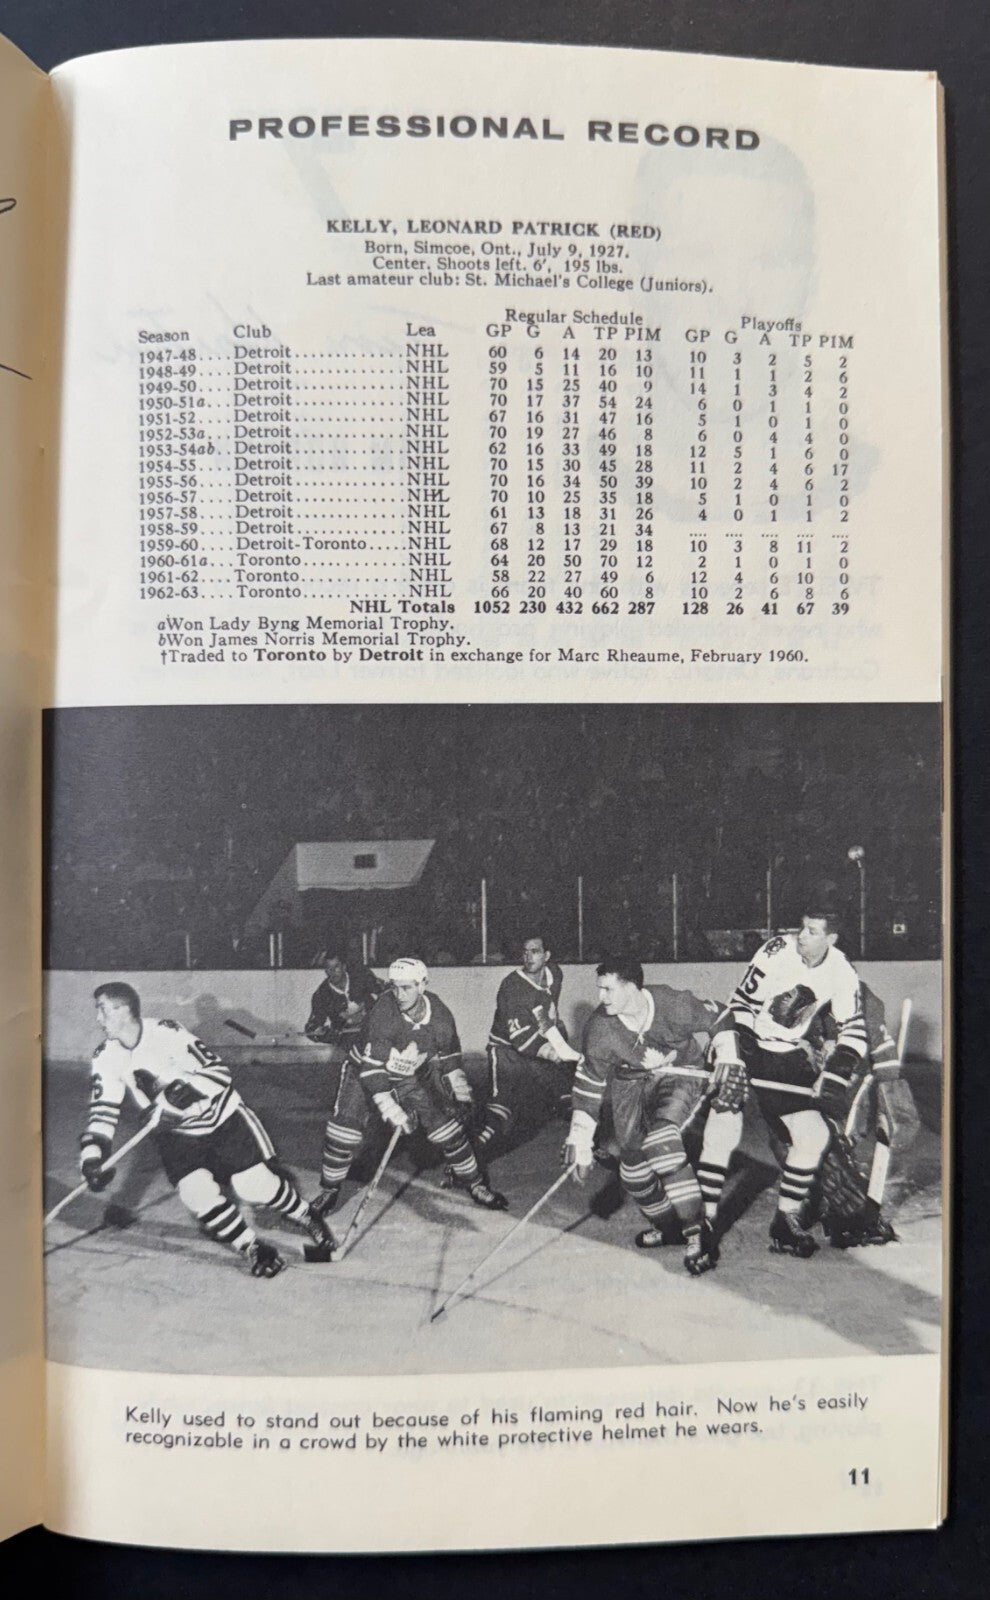 PROFESSIONAL RECORD
KELLY, LEONARD PATRICK (RED)
Born, Simcoe, Ont., July 9, 1927.
Center. Shoots left. 6', 195 lbs.
Last amateur club: St. Michael's College (Juniors).
Regular Schedule Playoffs
Season Club Lea GP G A TP PIM GP G A TP PIM
1947-48....Detroit.............NHL 60 6 14 20 13 10 3 2 5 2
1948-49....Detroit.............NHL 59 5 11 16 10 11 1 1 2 6
1949-50....Detroit.............NHL 70 15 25 40 9 14 1 3 4 2
1950-51a...Detroit.............NHL 70 17 37 54 24 6 0 1 1 0
1951-52....Detroit.............NHL 67 16 31 47 16 5 1 0 1 0
1952-53a...Detroit.............NHL 70 19 27 46 8 6 0 4 4 0
1953-54ab..Detroit.............NHL 62 16 33 49 18 12 5 1 6 0
1954-55....Detroit.............NHL 70 15 30 45 28 11 2 4 6 17
1955-56....Detroit.............NHL 70 16 34 50 39 10 2 4 6 2
1956-57....Detroit.............NHL 70 10 25 35 18 5 1 0 1 0
1957-58....Detroit.............NHL 61 13 18 31 26 4 0 1 1 2
1958-59....Detroit.............NHL 67 8 13 21 34 .... .... .... .... ....
1959-60....Detroit-Toronto.....NHL 68 12 17 29 18 10 3 8 11 2
1960-61a...Toronto.............NHL 64 20 50 70 12 2 1 0 1 0
1961-62....Toronto.............NHL 58 22 27 49 6 12 4 6 10 0
1962-63....Toronto.............NHL 66 20 40 60 8 10 2 6 8 6
NHL Totals 1052 230 432 662 287 128 26 41 67 39
aWon Lady Byng Memorial Trophy.
bWon James Norris Memorial Trophy.
†Traded to Toronto by Detroit in exchange for Marc Rheaume, February 1960.
21
15
Kelly used to stand out because of his flaming red hair. Now he's easily
recognizable in a crowd by the white protective helmet he wears.
11